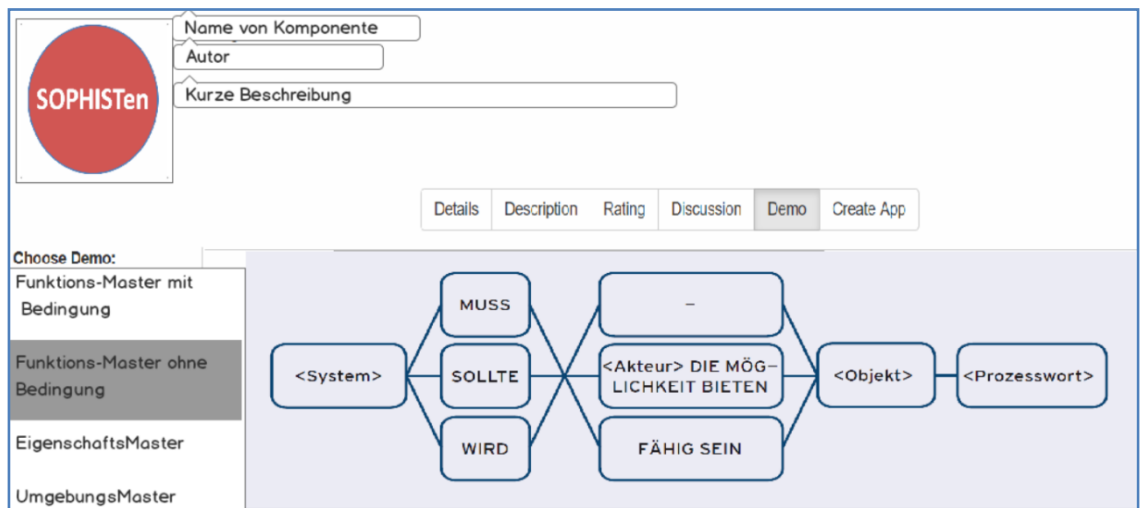 SOPHISTen
Name von Komponente
Autor
Kurze Beschreibung
Details Description Rating Discussion Demo Create App
Choose Demo:
Funktions-Master mit
Bedingung
Funktions-Master ohne
Bedingung
EigenschaftsMaster
UmgebungsMaster
<System>
MUSS
SOLLTE
WIRD
–
<Akteur> DIE MÖG-
LICHKEIT BIETEN
FÄHIG SEIN
<Objekt>
<Prozesswort>